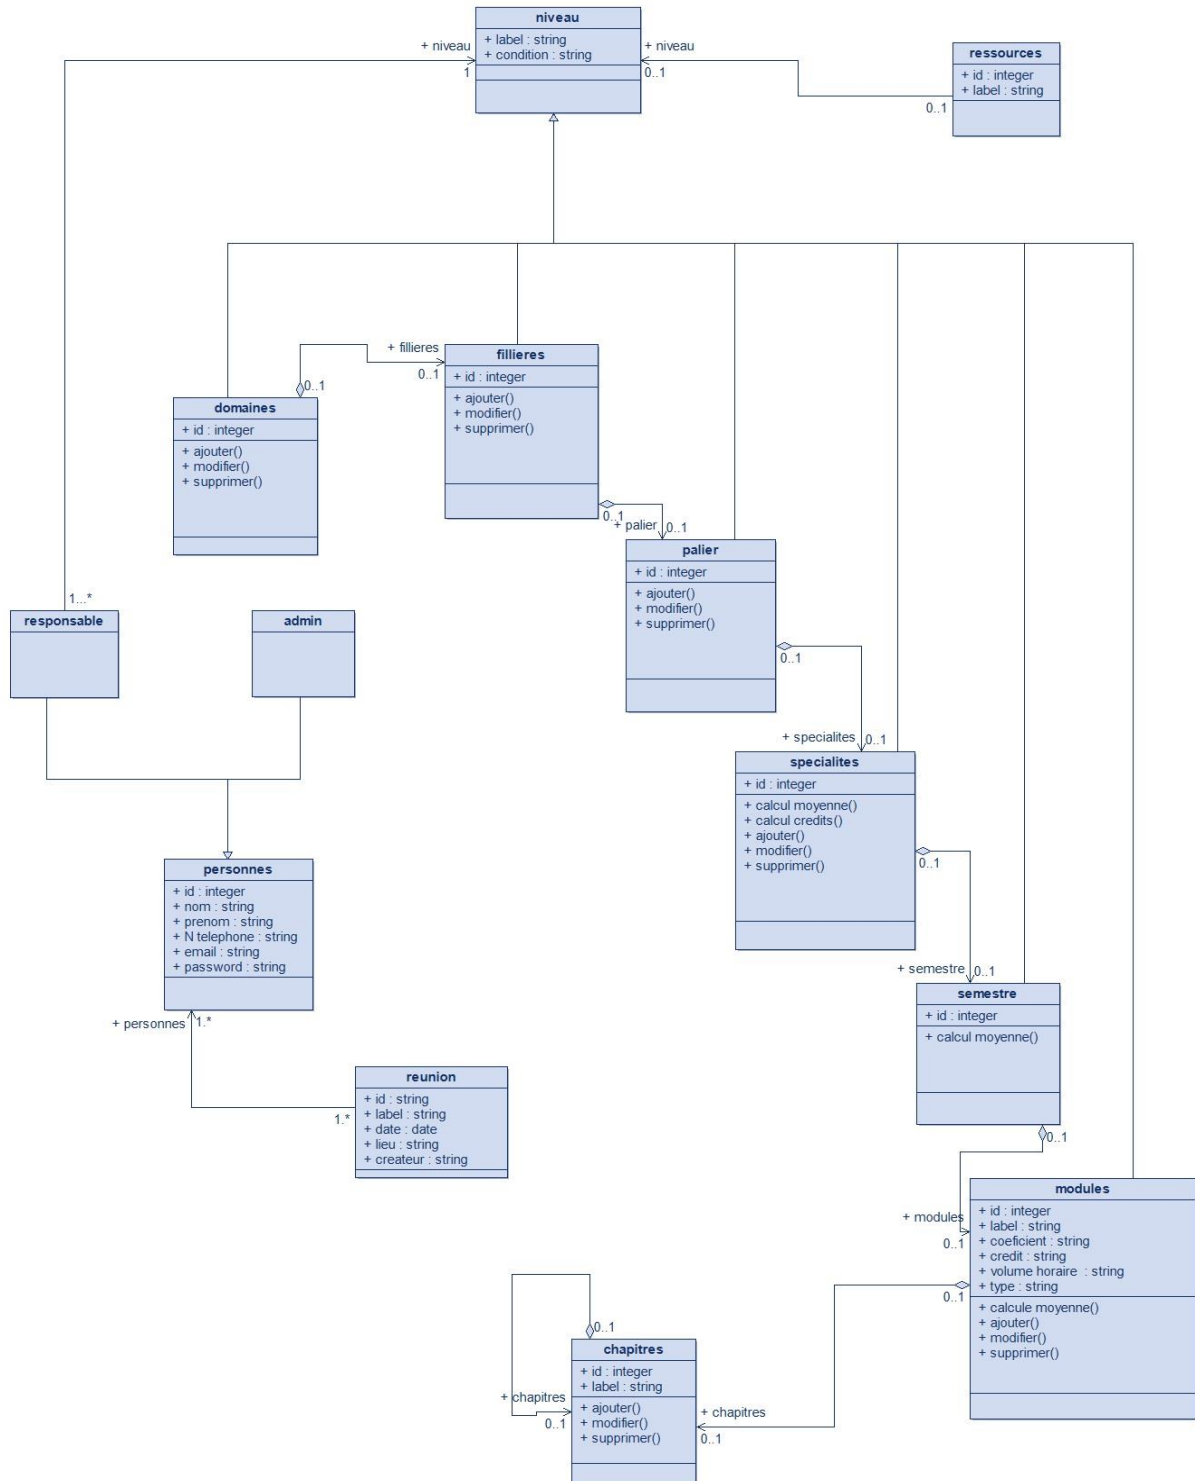 niveau
+ label : string
+ condition : string
+ niveau
1
+ niveau
0..1
ressources
+ id : integer
+ label : string
0..1
+ fillieres
0..1
0..1
fillieres
+ id : integer
+ ajouter()
+ modifier()
+ supprimer()
domaines
+ id : integer
+ ajouter()
+ modifier()
+ supprimer()
0..1
+ palier
0..1
palier
+ id : integer
+ ajouter()
+ modifier()
+ supprimer()
0..1
1...*
responsable
admin
+ specialites
0..1
specialites
+ id : integer
+ calcul moyenne()
+ calcul credits()
+ ajouter()
+ modifier()
+ supprimer()
0..1
personnes
+ id : integer
+ nom : string
+ prenom : string
+ N telephone : string
+ email : string
+ password : string
+ personnes
1.*
+ semestre
0..1
semestre
+ id : integer
+ calcul moyenne()
0..1
reunion
+ id : string
+ label : string
+ date : date
+ lieu : string
+ createur : string
1.*
+ modules
0..1
modules
+ id : integer
+ label : string
+ coeficient : string
+ credit : string
+ volume horaire : string
+ type : string
+ calcule moyenne()
+ ajouter()
+ modifier()
+ supprimer()
0..1
0..1
chapitres
+ id : integer
+ label : string
+ ajouter()
+ modifier()
+ supprimer()
+ chapitres
0..1
+ chapitres
0..1